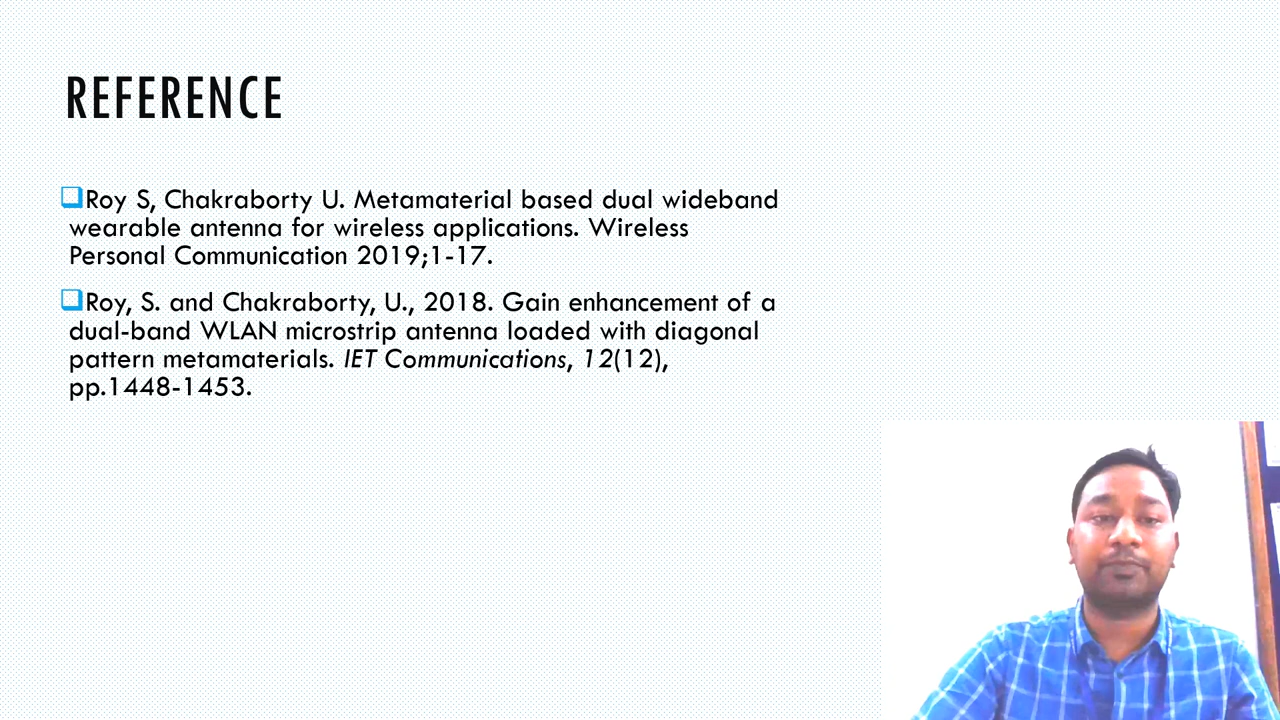 REFERENCE
Roy S, Chakraborty U. Metamaterial based dual wideband
wearable antenna for wireless applications. Wireless
Personal Communication 2019;1-17.
Roy, S. and Chakraborty, U., 2018. Gain enhancement of a
dual-band WLAN microstrip antenna loaded with diagonal
pattern metamaterials. IET Communications, 12(12),
pp.1448-1453.